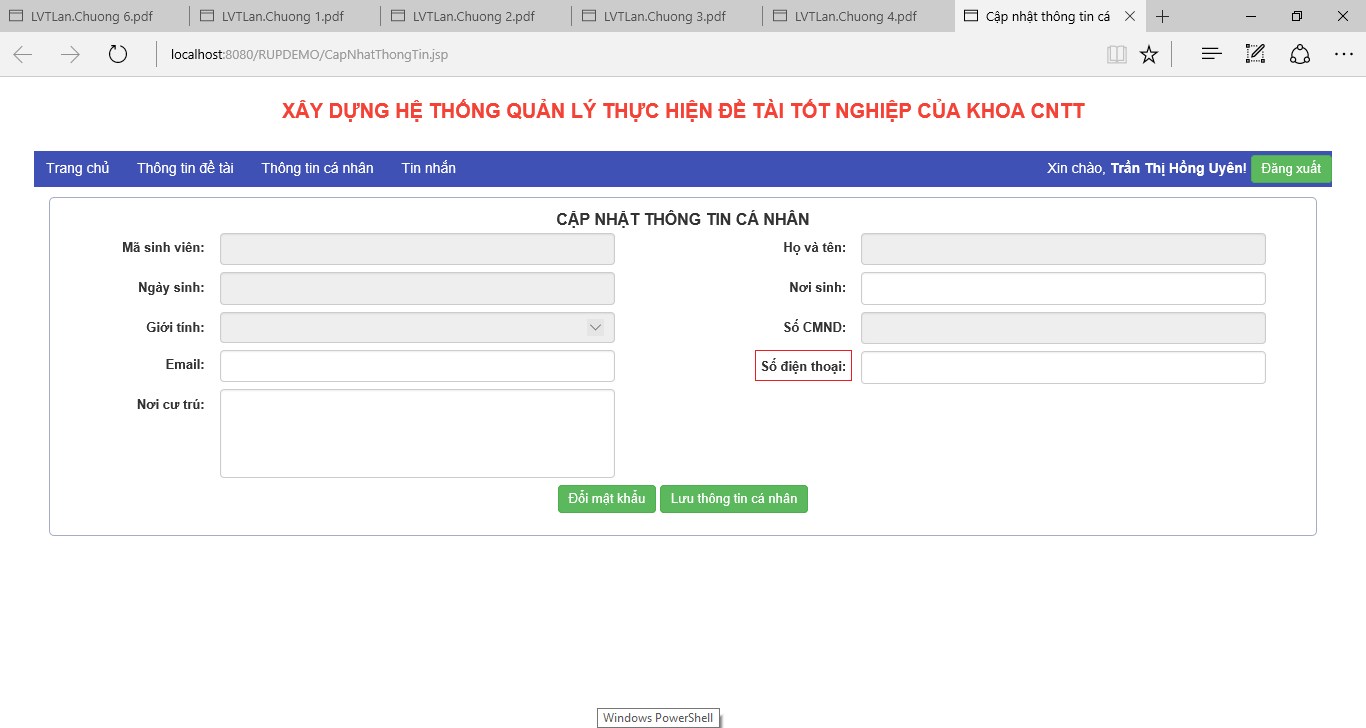 LVTLan.Chuong 6.pdf LVTLan.Chuong 1.pdf LVTLan.Chuong 2.pdf LVTLan.Chuong 3.pdf LVTLan.Chuong 4.pdf Cập nhật thông tin cá
localhost:8080/RUPDEMO/CapNhatThongTin.jsp
XÂY DỰNG HỆ THỐNG QUẢN LÝ THỰC HIỆN ĐỀ TÀI TỐT NGHIỆP CỦA KHOA CNTT
Trang chủ Thông tin đề tài Thông tin cá nhân Tin nhắn Xin chào, Trần Thị Hồng Uyên! Đăng xuất
CẬP NHẬT THÔNG TIN CÁ NHÂN
Mã sinh viên: Họ và tên:
Ngày sinh: Nơi sinh:
Giới tính: Số CMND:
Email: Số điện thoại:
Nơi cư trú:
Đổi mật khẩu Lưu thông tin cá nhân
Windows PowerShell